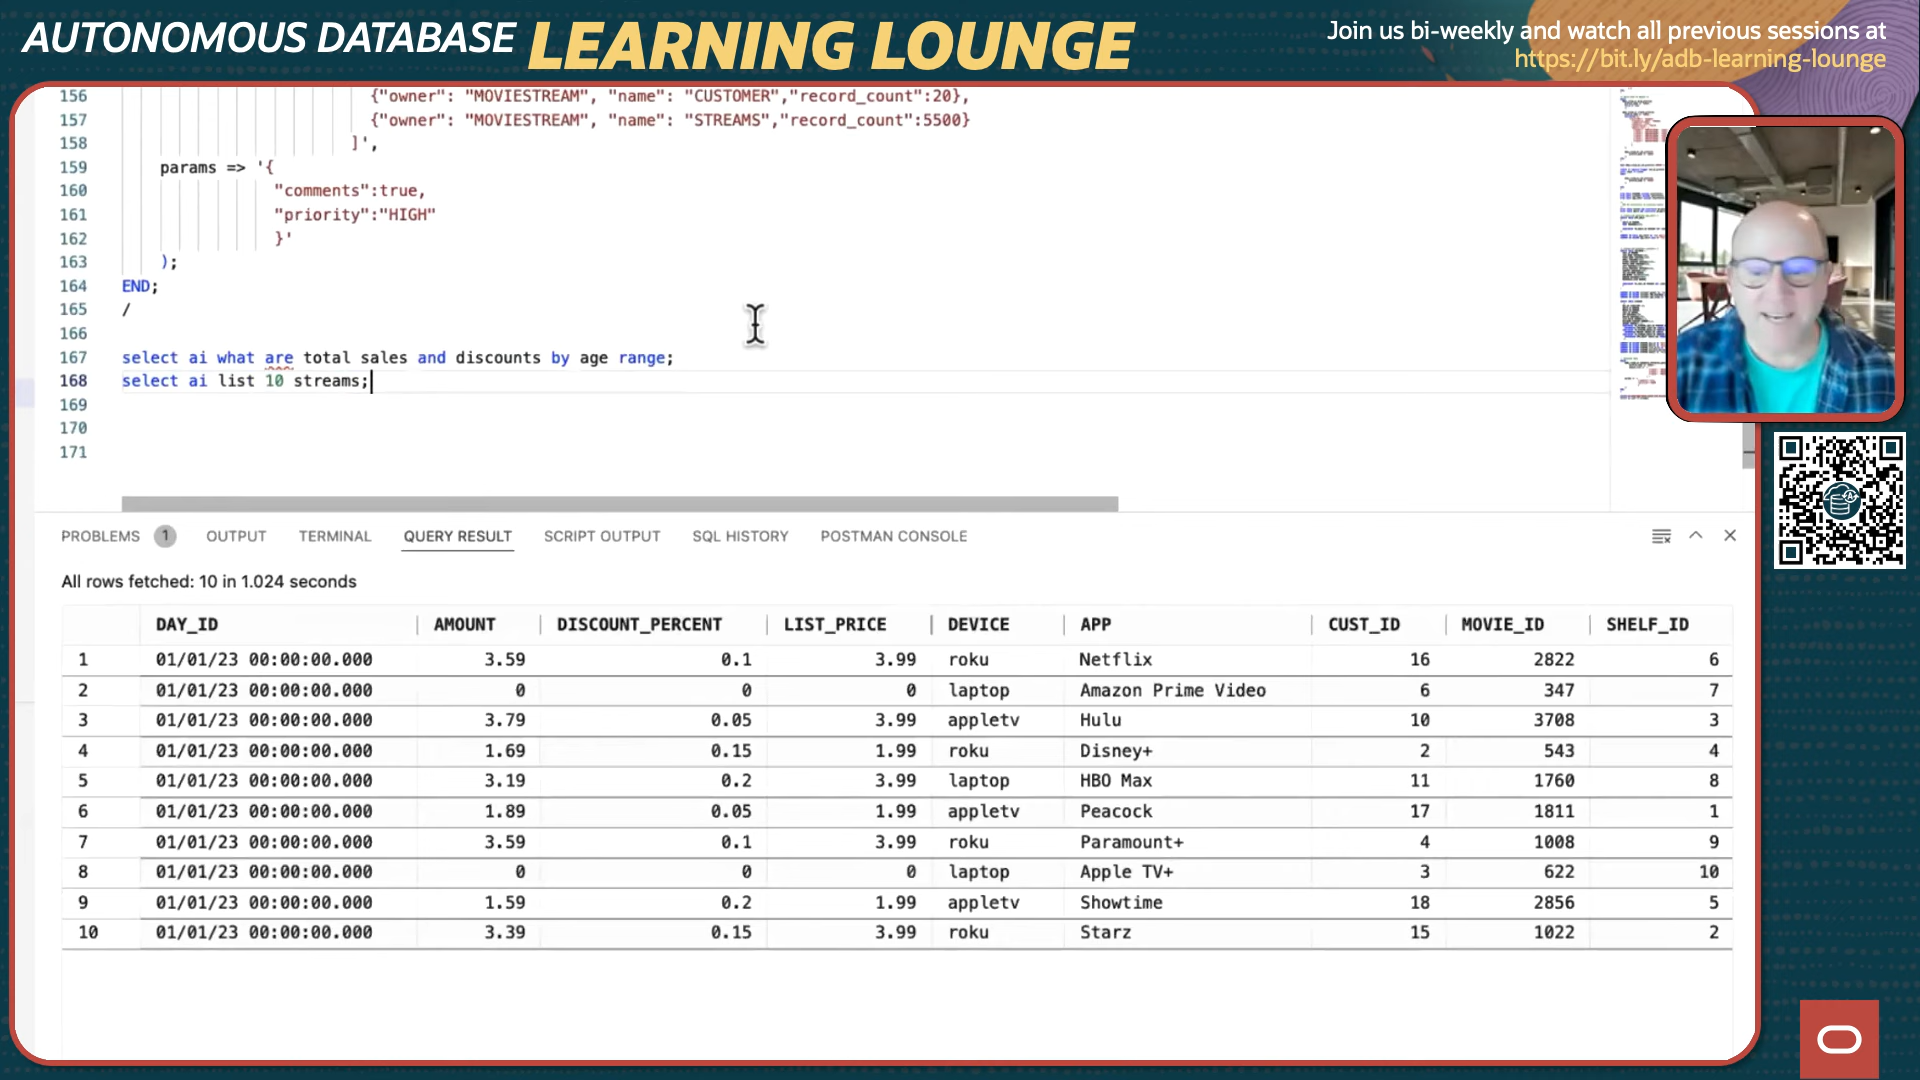 AUTONOMOUS DATABASE LEARNING LOUNGE
Join us bi-weekly and watch all previous sessions at
https://bit.ly/adb-learning-lounge
156 {"owner": "MOVIESTREAM", "name": "CUSTOMER","record_count":20},
157 {"owner": "MOVIESTREAM", "name": "STREAMS","record_count":5500}
158 ]',
159 params => '{
160 "comments":true,
161 "priority":"HIGH"
162 }'
163 );
164 END;
165 /
166
167 select ai what are total sales and discounts by age range;
168 select ai list 10 streams;
169
170
171
PROBLEMS 1 OUTPUT TERMINAL QUERY RESULT SCRIPT OUTPUT SQL HISTORY POSTMAN CONSOLE
All rows fetched: 10 in 1.024 seconds
DAY_ID AMOUNT DISCOUNT_PERCENT LIST_PRICE DEVICE APP CUST_ID MOVIE_ID SHELF_ID
1 01/01/23 00:00:00.000 3.59 0.1 3.99 roku Netflix 16 2822 6
2 01/01/23 00:00:00.000 0 0 0 laptop Amazon Prime Video 6 347 7
3 01/01/23 00:00:00.000 3.79 0.05 3.99 appletv Hulu 10 3708 3
4 01/01/23 00:00:00.000 1.69 0.15 1.99 roku Disney+ 2 543 4
5 01/01/23 00:00:00.000 3.19 0.2 3.99 laptop HBO Max 11 1760 8
6 01/01/23 00:00:00.000 1.89 0.05 1.99 appletv Peacock 17 1811 1
7 01/01/23 00:00:00.000 3.59 0.1 3.99 roku Paramount+ 4 1008 9
8 01/01/23 00:00:00.000 0 0 0 laptop Apple TV+ 3 622 10
9 01/01/23 00:00:00.000 1.59 0.2 1.99 appletv Showtime 18 2856 5
10 01/01/23 00:00:00.000 3.39 0.15 3.99 roku Starz 15 1022 2